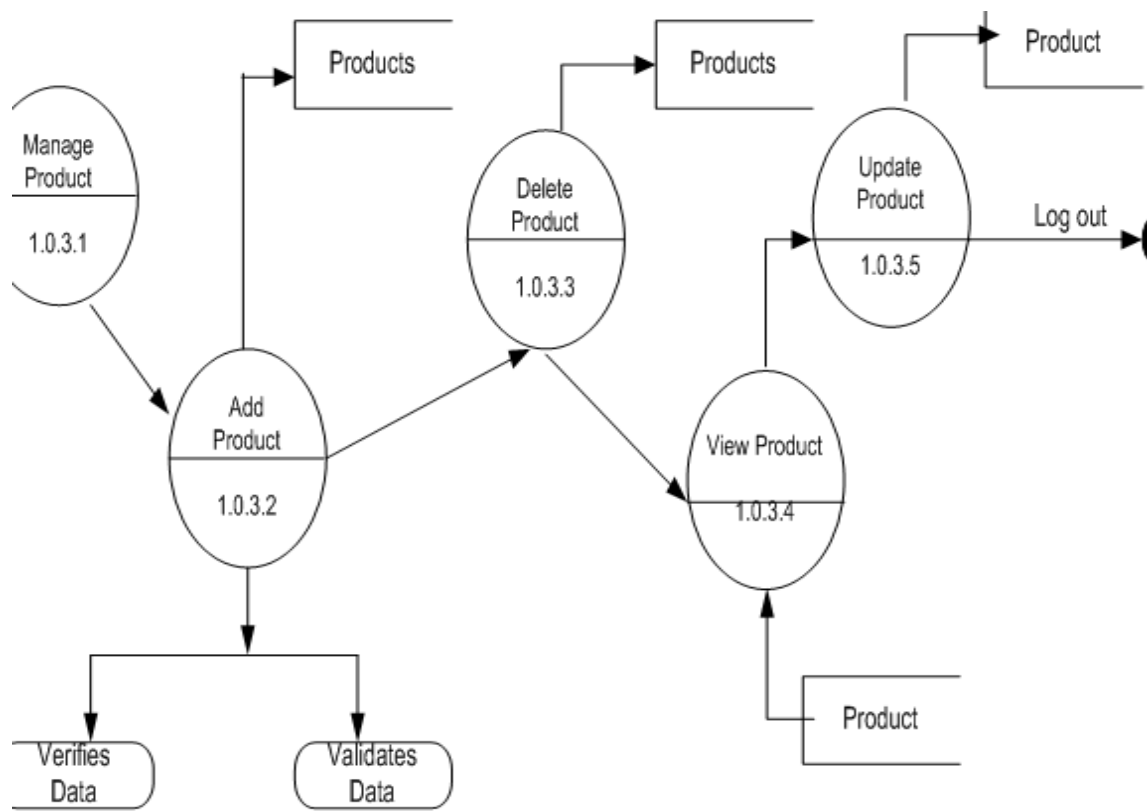 Products
Products
Product
Manage
Product
1.0.3.1
Delete
Product
1.0.3.3
Update
Product
1.0.3.5
Log out
Add
Product
1.0.3.2
View Product
1.0.3.4
Product
Verifies
Data
Validates
Data